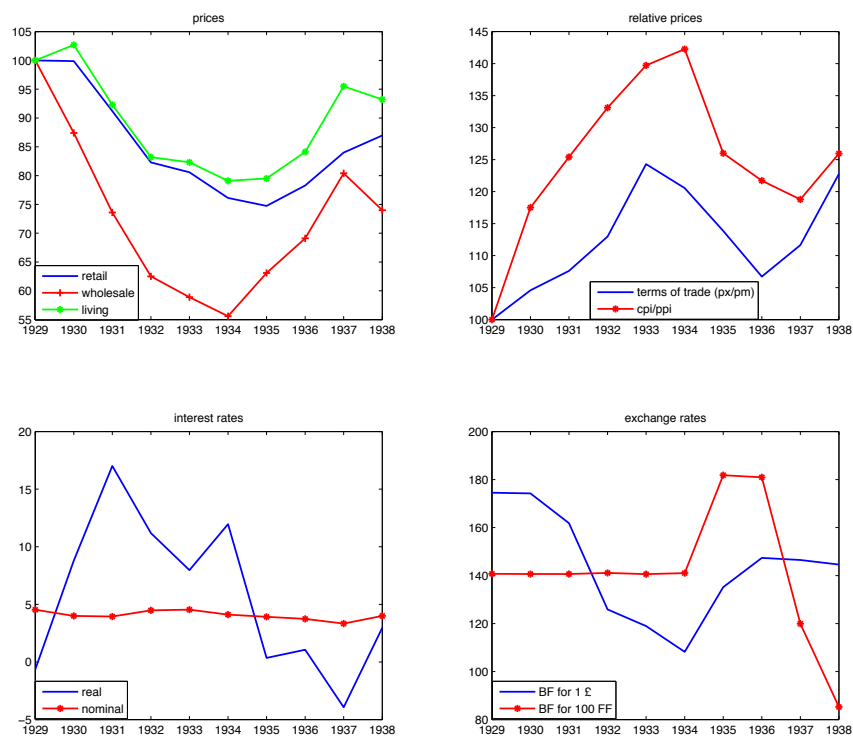 prices
105
100
95
90
85
80
75
70
65
60
55
retail
wholesale
living
1929 1930 1931 1932 1933 1934 1935 1936 1937 1938
relative prices
145
140
135
130
125
120
115
110
105
100
terms of trade (px/pm)
cpi/ppi
1929 1930 1931 1932 1933 1934 1935 1936 1937 1938
interest rates
20
15
10
5
0
−5
real
nominal
1929 1930 1931 1932 1933 1934 1935 1936 1937 1938
exchange rates
200
180
160
140
120
100
80
BF for 1 £
BF for 100 FF
1929 1930 1931 1932 1933 1934 1935 1936 1937 1938